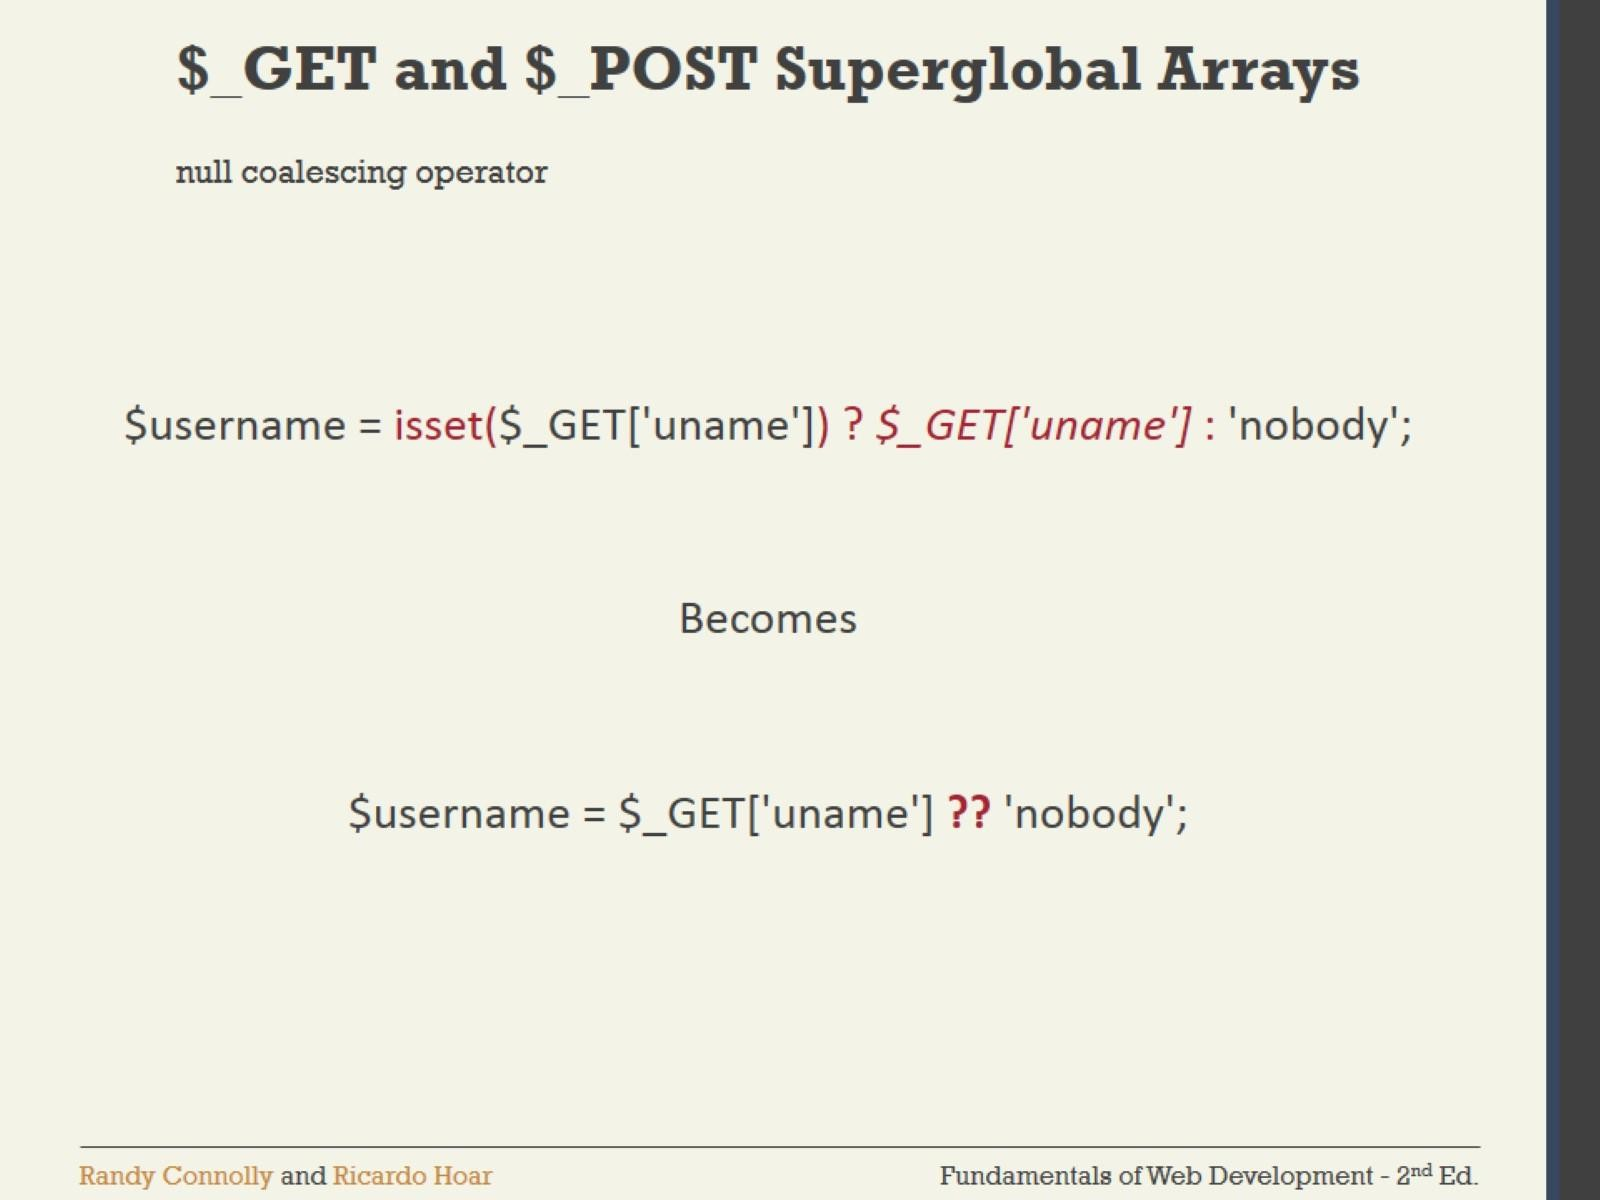 $_GET and $_POST Superglobal Arrays
null coalescing operator
$username = isset($_GET['uname']) ? $_GET['uname'] : 'nobody';
Becomes
$username = $_GET['uname'] ?? 'nobody';
Randy Connolly and Ricardo Hoar
Fundamentals of Web Development - 2nd Ed.